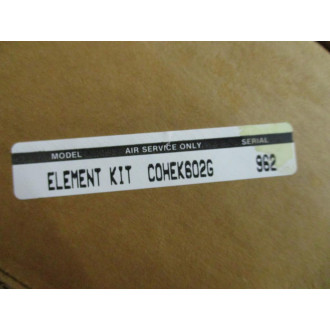 MODEL AIR SERVICE ONLY SERIAL
ELEMENT KIT COHEK602G 962